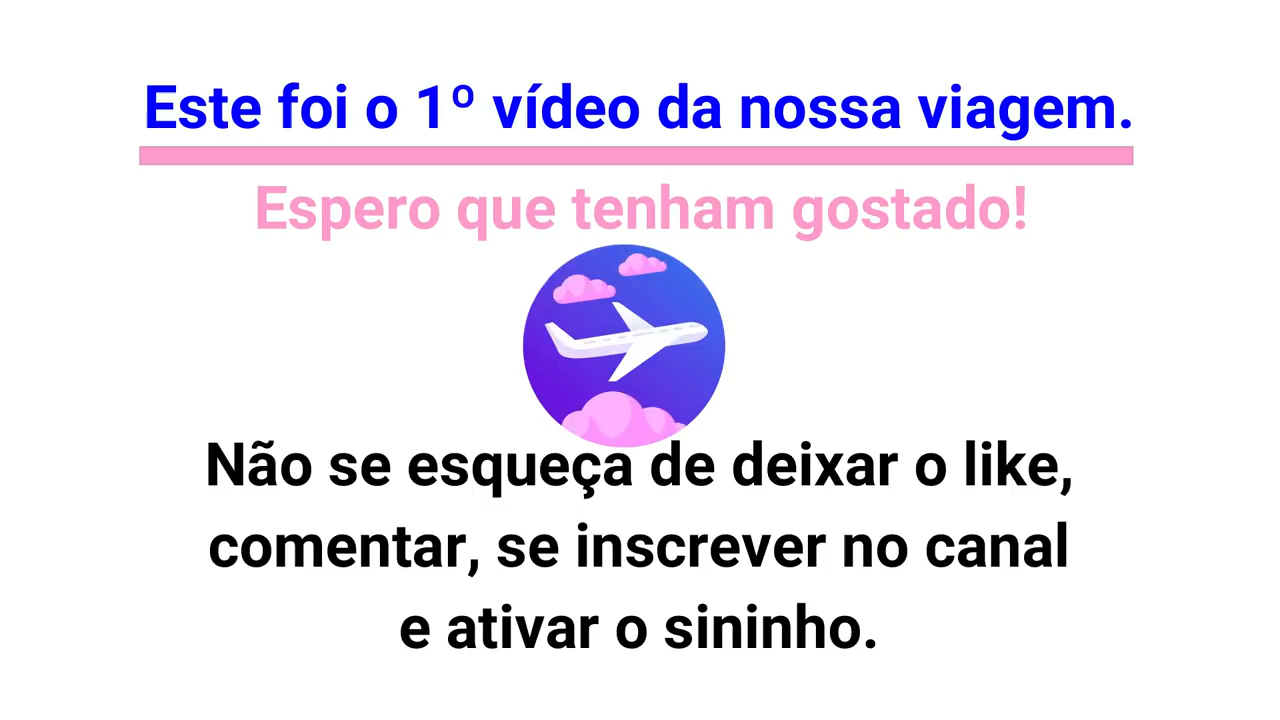 Este foi o 1º vídeo da nossa viagem.
Espero que tenham gostado!
Não se esqueça de deixar o like,
comentar, se inscrever no canal
e ativar o sininho.